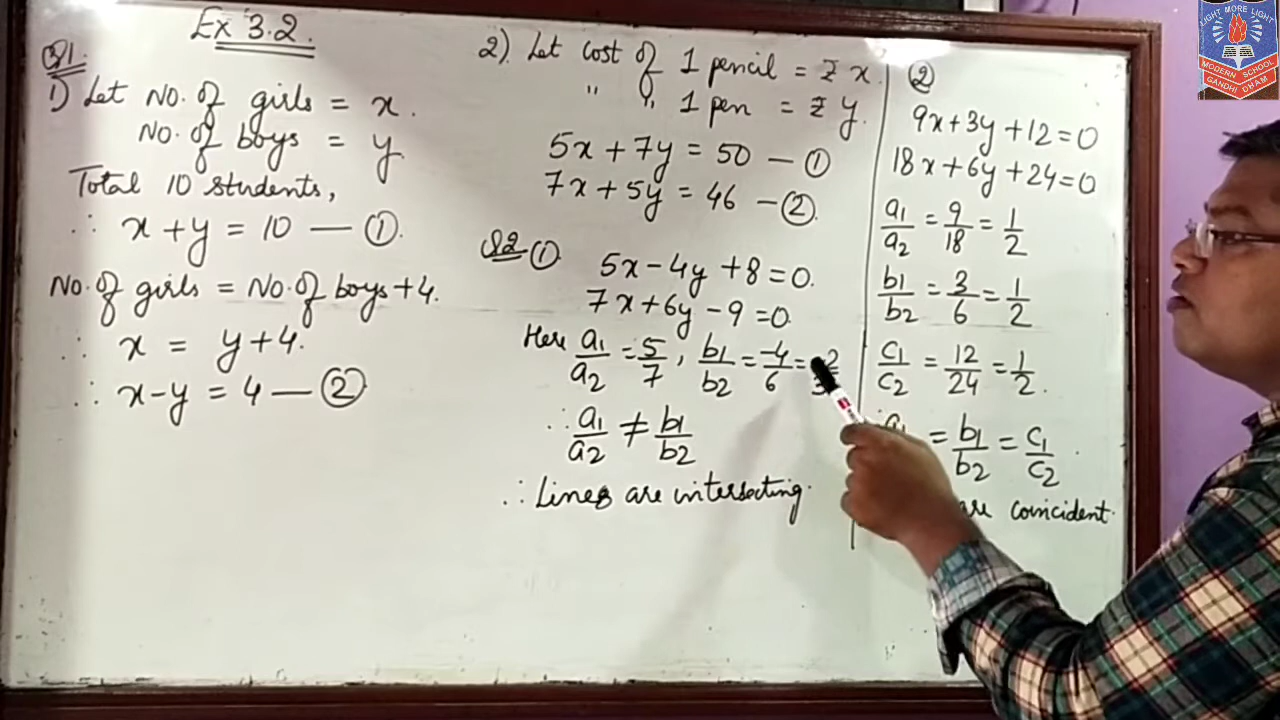 Ex 3.2.
Q1.
1) Let No. of girls = x.
No. of boys = y.
Total 10 students,
∴ x + y = 10 — ①.
No. of girls = No. of boys + 4.
∴ x = y + 4.
∴ x - y = 4 — ②
2). Let cost of 1 pencil = ₹ x.
" " 1 pen = ₹ y.
5x + 7y = 50 — ①
7x + 5y = 46 — ②.
Q2 ①. 5x - 4y + 8 = 0.
7x + 6y - 9 = 0.
Here a1/a2 = 5/7, b1/b2 = -4/6 = -2/3
∴ a1/a2 ≠ b1/b2
∴ Lines are intersecting.
②
9x + 3y + 12 = 0
18x + 6y + 24 = 0
a1/a2 = 9/18 = 1/2
b1/b2 = 3/6 = 1/2
c1/c2 = 12/24 = 1/2.
= b1/b2 = c1/c2.
are coincident.
LIGHT MORE LIGHT
MODERN SCHOOL
GANDHI DHAM